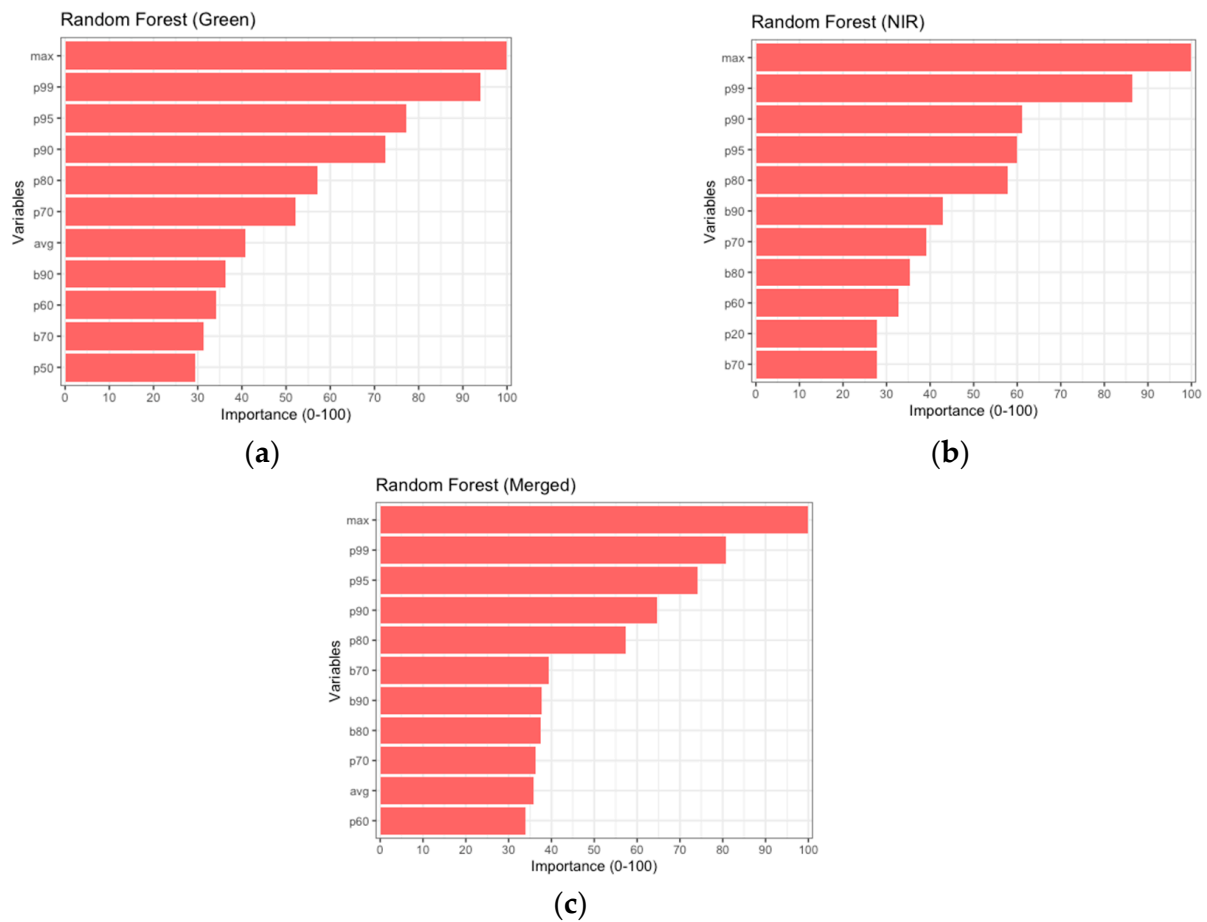 Random Forest (Green)
max
p99
p95
p90
p80
p70
avg
b90
p60
b70
p50
Variables
0 10 20 30 40 50 60 70 80 90 100
Importance (0-100)
(a)
Random Forest (NIR)
max
p99
p90
p95
p80
b90
p70
b80
p60
p20
b70
Variables
0 10 20 30 40 50 60 70 80 90 100
Importance (0-100)
(b)
Random Forest (Merged)
max
p99
p95
p90
p80
b70
b90
b80
p70
avg
p60
Variables
0 10 20 30 40 50 60 70 80 90 100
Importance (0-100)
(c)